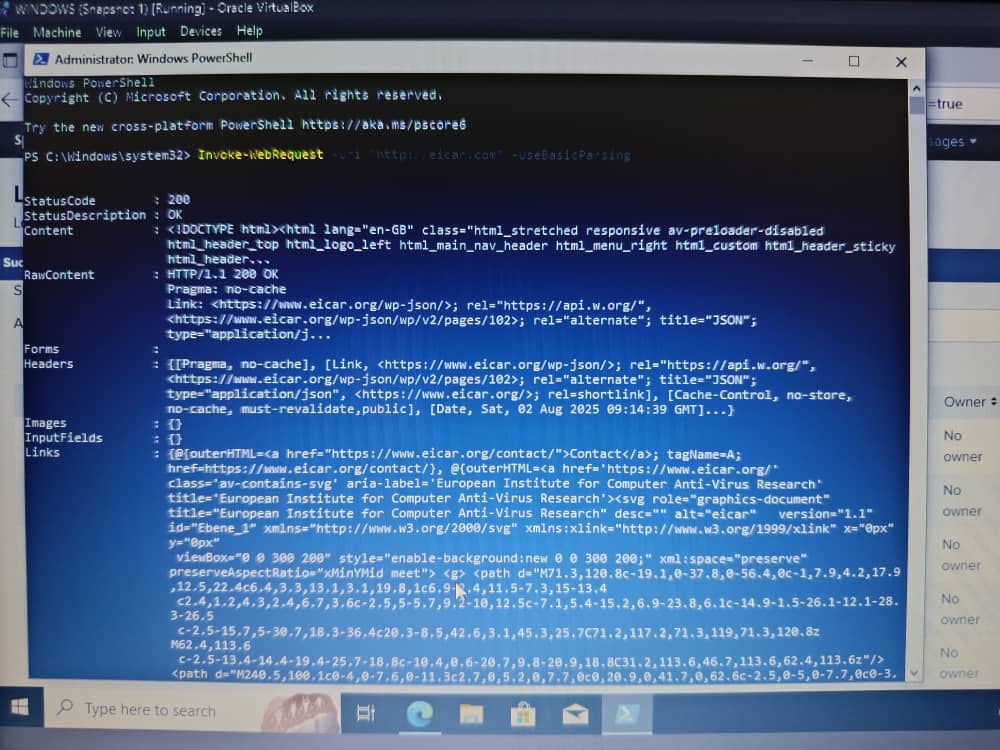 WINDOWS (Snapshot 1) [Running] - Oracle VirtualBox
File Machine View Input Devices Help
Administrator: Windows PowerShell
Windows PowerShell
Copyright (C) Microsoft Corporation. All rights reserved.
=true
Try the new cross-platform PowerShell https://aka.ms/pscore6
PS C:\Windows\system32> Invoke-WebRequest -uri "http://eicar.com" -UseBasicParsing
StatusCode : 200
StatusDescription : OK
Content : <!DOCTYPE html><html lang="en-GB" class="html_stretched responsive av-preloader-disabled
html_header_top html_logo_left html_main_nav_header html_menu_right html_custom html_header_sticky
html_header...
RawContent : HTTP/1.1 200 OK
Pragma: no-cache
Link: <https://www.eicar.org/wp-json/>; rel="https://api.w.org/",
<https://www.eicar.org/wp-json/wp/v2/pages/102>; rel="alternate"; title="JSON";
type="application/j...
Forms :
Headers : {[Pragma, no-cache], [Link, <https://www.eicar.org/wp-json/>; rel="https://api.w.org/",
<https://www.eicar.org/wp-json/wp/v2/pages/102>; rel="alternate"; title="JSON";
type="application/json", <https://www.eicar.org/>; rel=shortlink], [Cache-Control, no-store,
no-cache, must-revalidate,public], [Date, Sat, 02 Aug 2025 09:14:39 GMT]...}
Images : {}
InputFields : {}
Links : {@{outerHTML=<a href="https://www.eicar.org/contact/">Contact</a>; tagName=A;
href=https://www.eicar.org/contact/}, @{outerHTML=<a href='https://www.eicar.org/'
class='av-contains-svg' aria-label='European Institute for Computer Anti-Virus Research'
title='European Institute for Computer Anti-Virus Research'><svg role="graphics-document"
title="European Institute for Computer Anti-Virus Research" desc="" alt="eicar" version="1.1"
id="Ebene_1" xmlns="http://www.w3.org/2000/svg" xmlns:xlink="http://www.w3.org/1999/xlink" x="0px"
y="0px"
viewBox="0 0 300 200" style="enable-background:new 0 0 300 200;" xml:space="preserve"
preserveAspectRatio="xMinYMid meet"> <g> <path d="M71.3,120.8c-19.1,0-37.8,0-56.4,0c-1,7.9,4.2,17.9
,12.5,22.4c6.4,3.3,13.1,3.1,19.8,1c6.9 .4,11.5-7.3,15-13.4
c2.4,1.2,4.3,2.4,6.7,3.6c-2.5,5-5.7,9.2-10,12.5c-7.1,5.4-15.2,6.9-23.8,6.1c-14.9-1.5-26.1-12.1-28.
3-26.5
c-2.5-15.7,5-30.7,18.3-36.4c20.3-8.5,42.6,3.1,45.3,25.7C71.2,117.2,71.3,119,71.3,120.8z
M62.4,113.6
c-2.5-13.4-14.4-19.4-25.7-18.8c-10.4,0.6-20.7,9.8-20.9,18.8C31.2,113.6,46.7,113.6,62.4,113.6z"/>
<path d="M240.5,100.1c0-4,0-7.6,0-11.3c2.7,0,5.2,0,7.7,0c0,20.9,0,41.7,0,62.6c-2.5,0-5,0-7.7,0c0-3.
Owner
No
owner
No
owner
No
owner
No
owner
No
owner
Type here to search